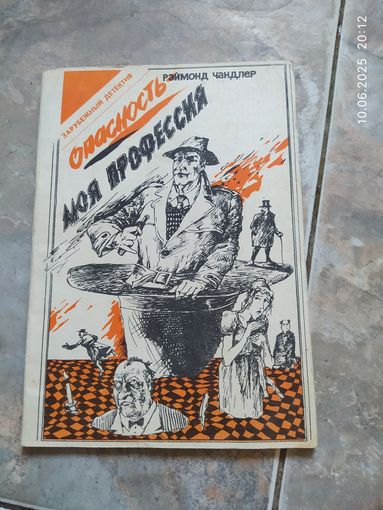 РЭЙМОНД ЧАНДЛЕР
ЗАРУБЕЖНЫЙ ДЕТЕКТИВ
ОПАСНОСТЬ
МОЯ ПРОФЕССИЯ
10.06.2025 20:12